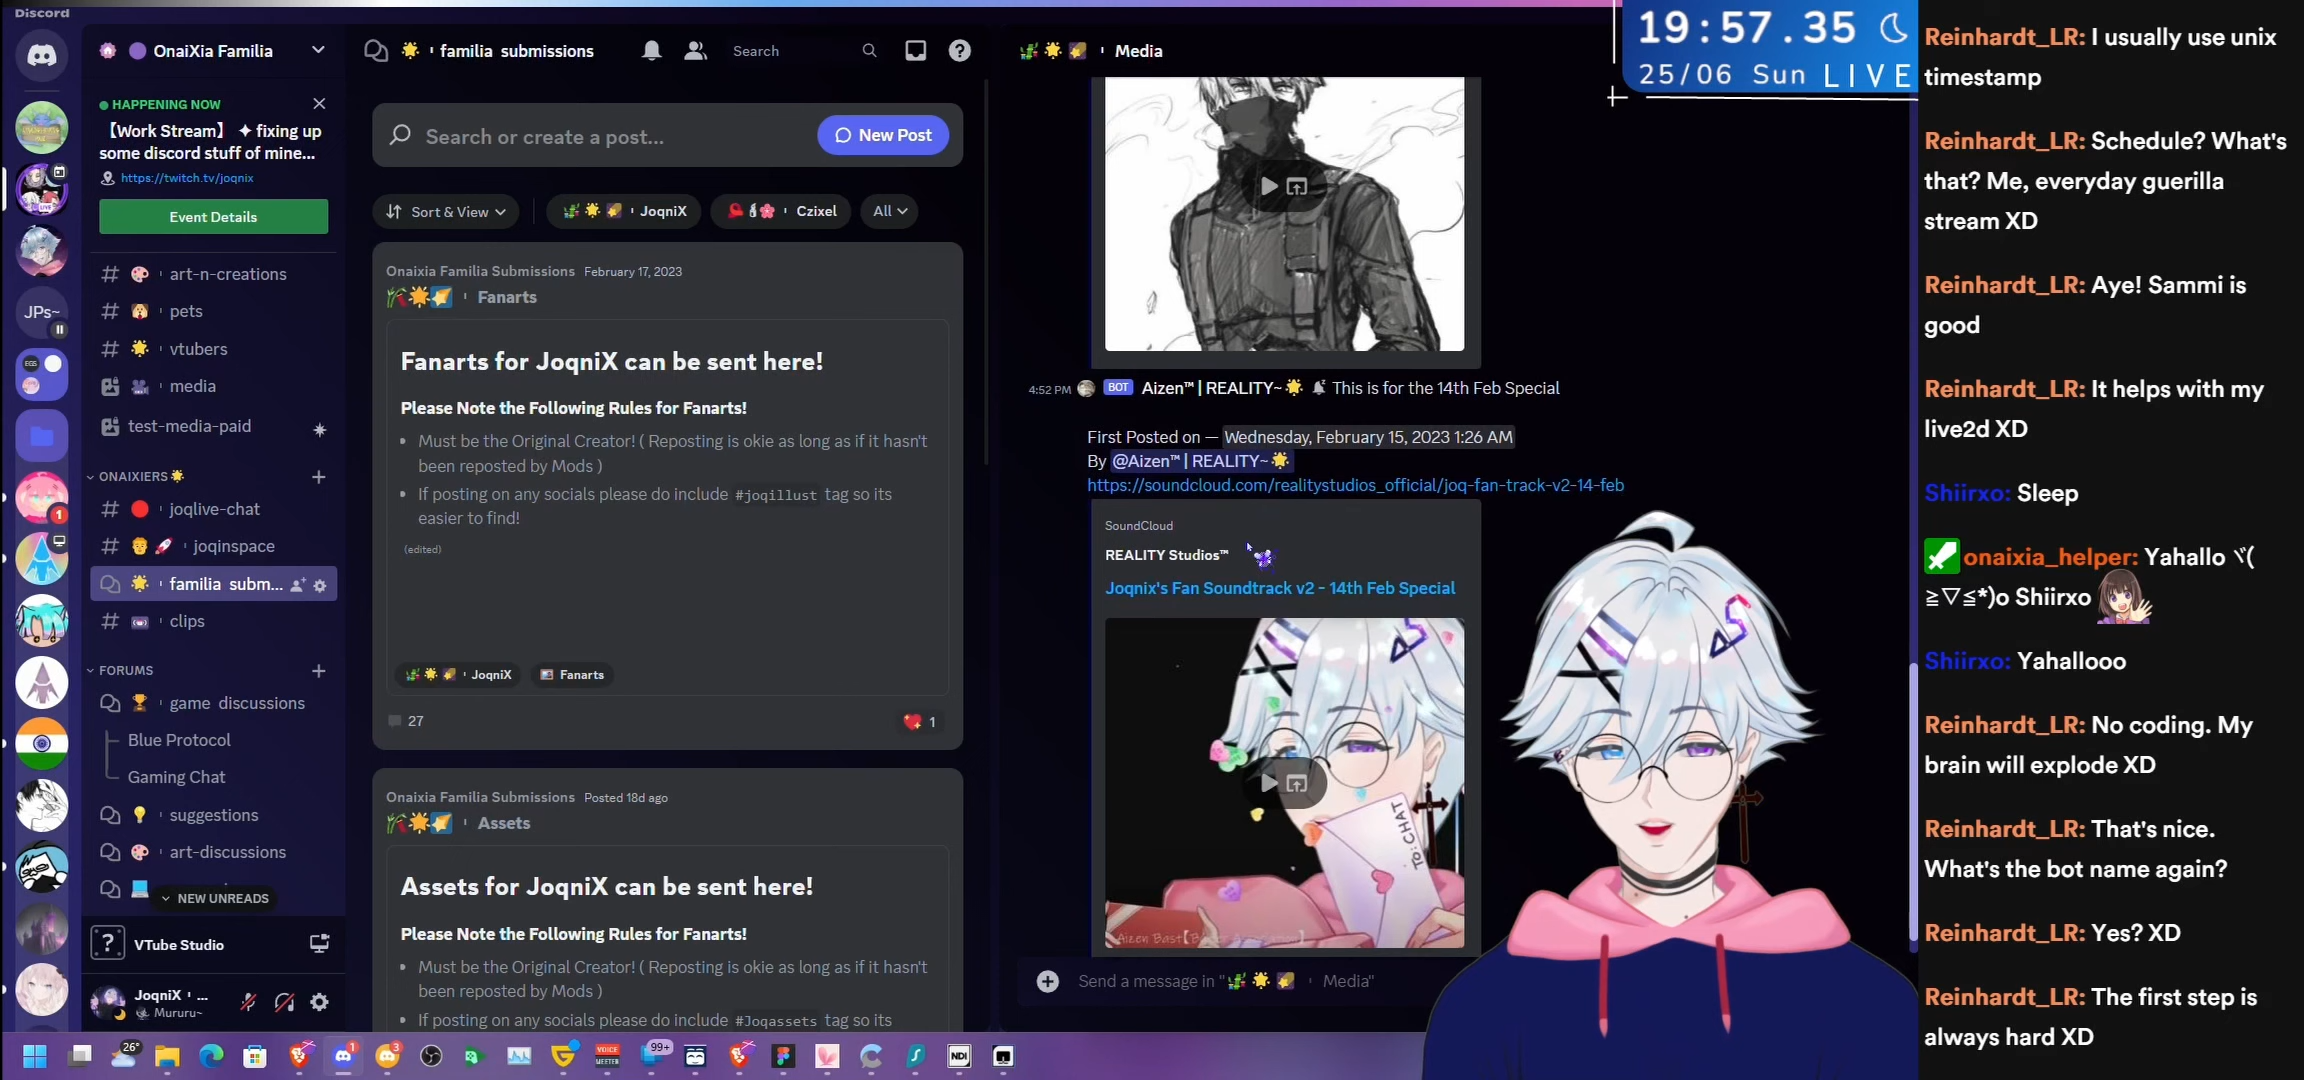 Discord
OnaiXia Familia
HAPPENING NOW
【Work Stream】 ✦ fixing up
some discord stuff of mine...
https://twitch.tv/joqnix
Event Details
# art-n-creations
# pets
# vtubers
media
test-media-paid
ONAIXIERS
# joqlive-chat
# joqinspace
familia subm...
# clips
FORUMS
game discussions
Blue Protocol
Gaming Chat
suggestions
art-discussions
NEW UNREADS
VTube Studio
JoqniX ...
Mururu~
JPs~
EGS
1
familia submissions
Search
Search or create a post...
New Post
Sort & View
JoqniX
Czixel
All
Onaixia Familia Submissions February 17, 2023
Fanarts
Fanarts for JoqniX can be sent here!
Please Note the Following Rules for Fanarts!
• Must be the Original Creator! ( Reposting is okie as long as if it hasn't
been reposted by Mods )
• If posting on any socials please do include #joqillust tag so its
easier to find!
(edited)
JoqniX Fanarts
27
1
Onaixia Familia Submissions Posted 18d ago
Assets
Assets for JoqniX can be sent here!
Please Note the Following Rules for Fanarts!
• Must be the Original Creator! ( Reposting is okie as long as if it hasn't
been reposted by Mods )
• If posting on any socials please do include #Joqassets tag so its
Media
4:52 PM BOT Aizen™ | REALITY~ This is for the 14th Feb Special
First Posted on — Wednesday, February 15, 2023 1:26 AM
By @Aizen™ | REALITY~
https://soundcloud.com/realitystudios_official/joq-fan-track-v2-14-feb
SoundCloud
REALITY Studios™
Joqnix's Fan Soundtrack v2 - 14th Feb Special
To: CHAT
Send a message in " Media"
19:57.35
25/06 Sun LIVE
Reinhardt_LR: I usually use unix
timestamp
Reinhardt_LR: Schedule? What's
that? Me, everyday guerilla
stream XD
Reinhardt_LR: Aye! Sammi is
good
Reinhardt_LR: It helps with my
live2d XD
Shiirxo: Sleep
onaixia_helper: Yahallo ヾ(
≧▽≦*)o Shiirxo
Shiirxo: Yahallooo
Reinhardt_LR: No coding. My
brain will explode XD
Reinhardt_LR: That's nice.
What's the bot name again?
Reinhardt_LR: Yes? XD
Reinhardt_LR: The first step is
always hard XD
26°
1
3
VOICE
MEETER
99+
NDI